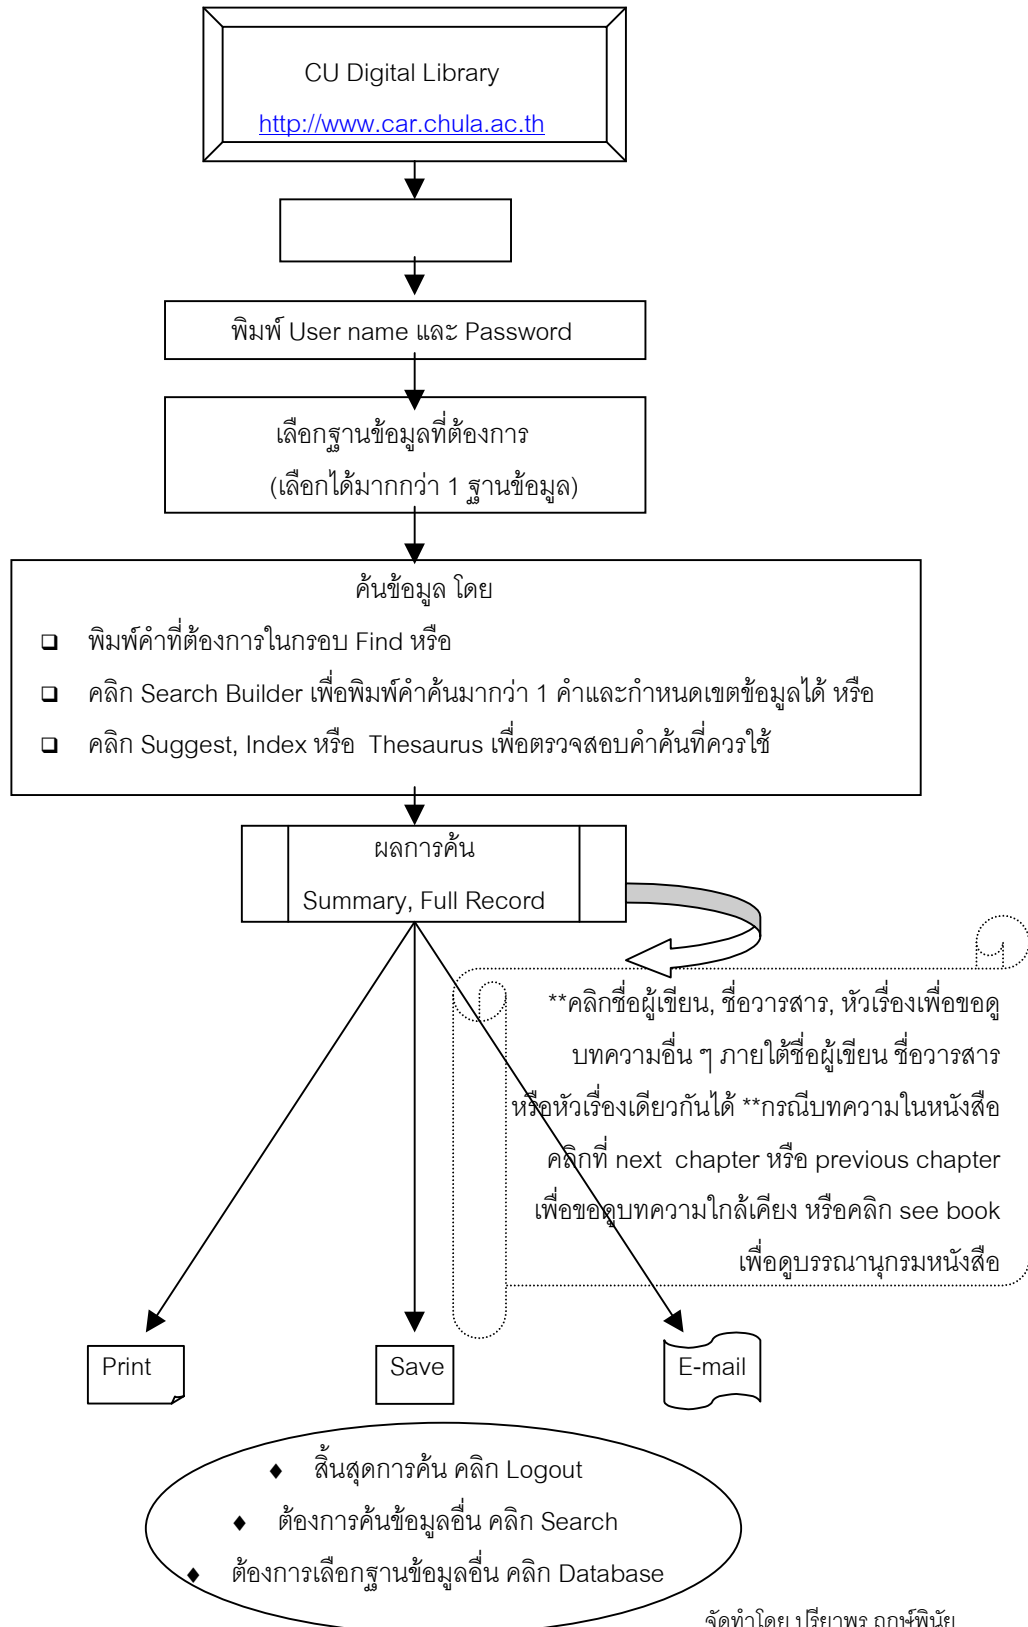 CU Digital Library
http://www.car.chula.ac.th
พิมพ์ User name และ Password
เลือกฐานข้อมูลที่ต้องการ
(เลือกได้มากกว่า 1 ฐานข้อมูล)
ค้นข้อมูล โดย
❑ พิมพ์คำที่ต้องการในกรอบ Find หรือ
❑ คลิก Search Builder เพื่อพิมพ์คำค้นมากว่า 1 คำและกำหนดเขตข้อมูลได้ หรือ
❑ คลิก Suggest, Index หรือ Thesaurus เพื่อตรวจสอบคำค้นที่ควรใช้
ผลการค้น
Summary, Full Record
**คลิกชื่อผู้เขียน, ชื่อวารสาร, หัวเรื่องเพื่อขอดู
บทความอื่น ๆ ภายใต้ชื่อผู้เขียน ชื่อวารสาร
หรือหัวเรื่องเดียวกันได้ **กรณีบทความในหนังสือ
คลิกที่ next chapter หรือ previous chapter
เพื่อขอดูบทความใกล้เคียง หรือคลิก see book
เพื่อดูบรรณานุกรมหนังสือ
Print
Save
E-mail
♦ สิ้นสุดการค้น คลิก Logout
♦ ต้องการค้นข้อมูลอื่น คลิก Search
♦ ต้องการเลือกฐานข้อมูลอื่น คลิก Database
จัดทำโดย ปรียาพร ฤกษ์พินัย